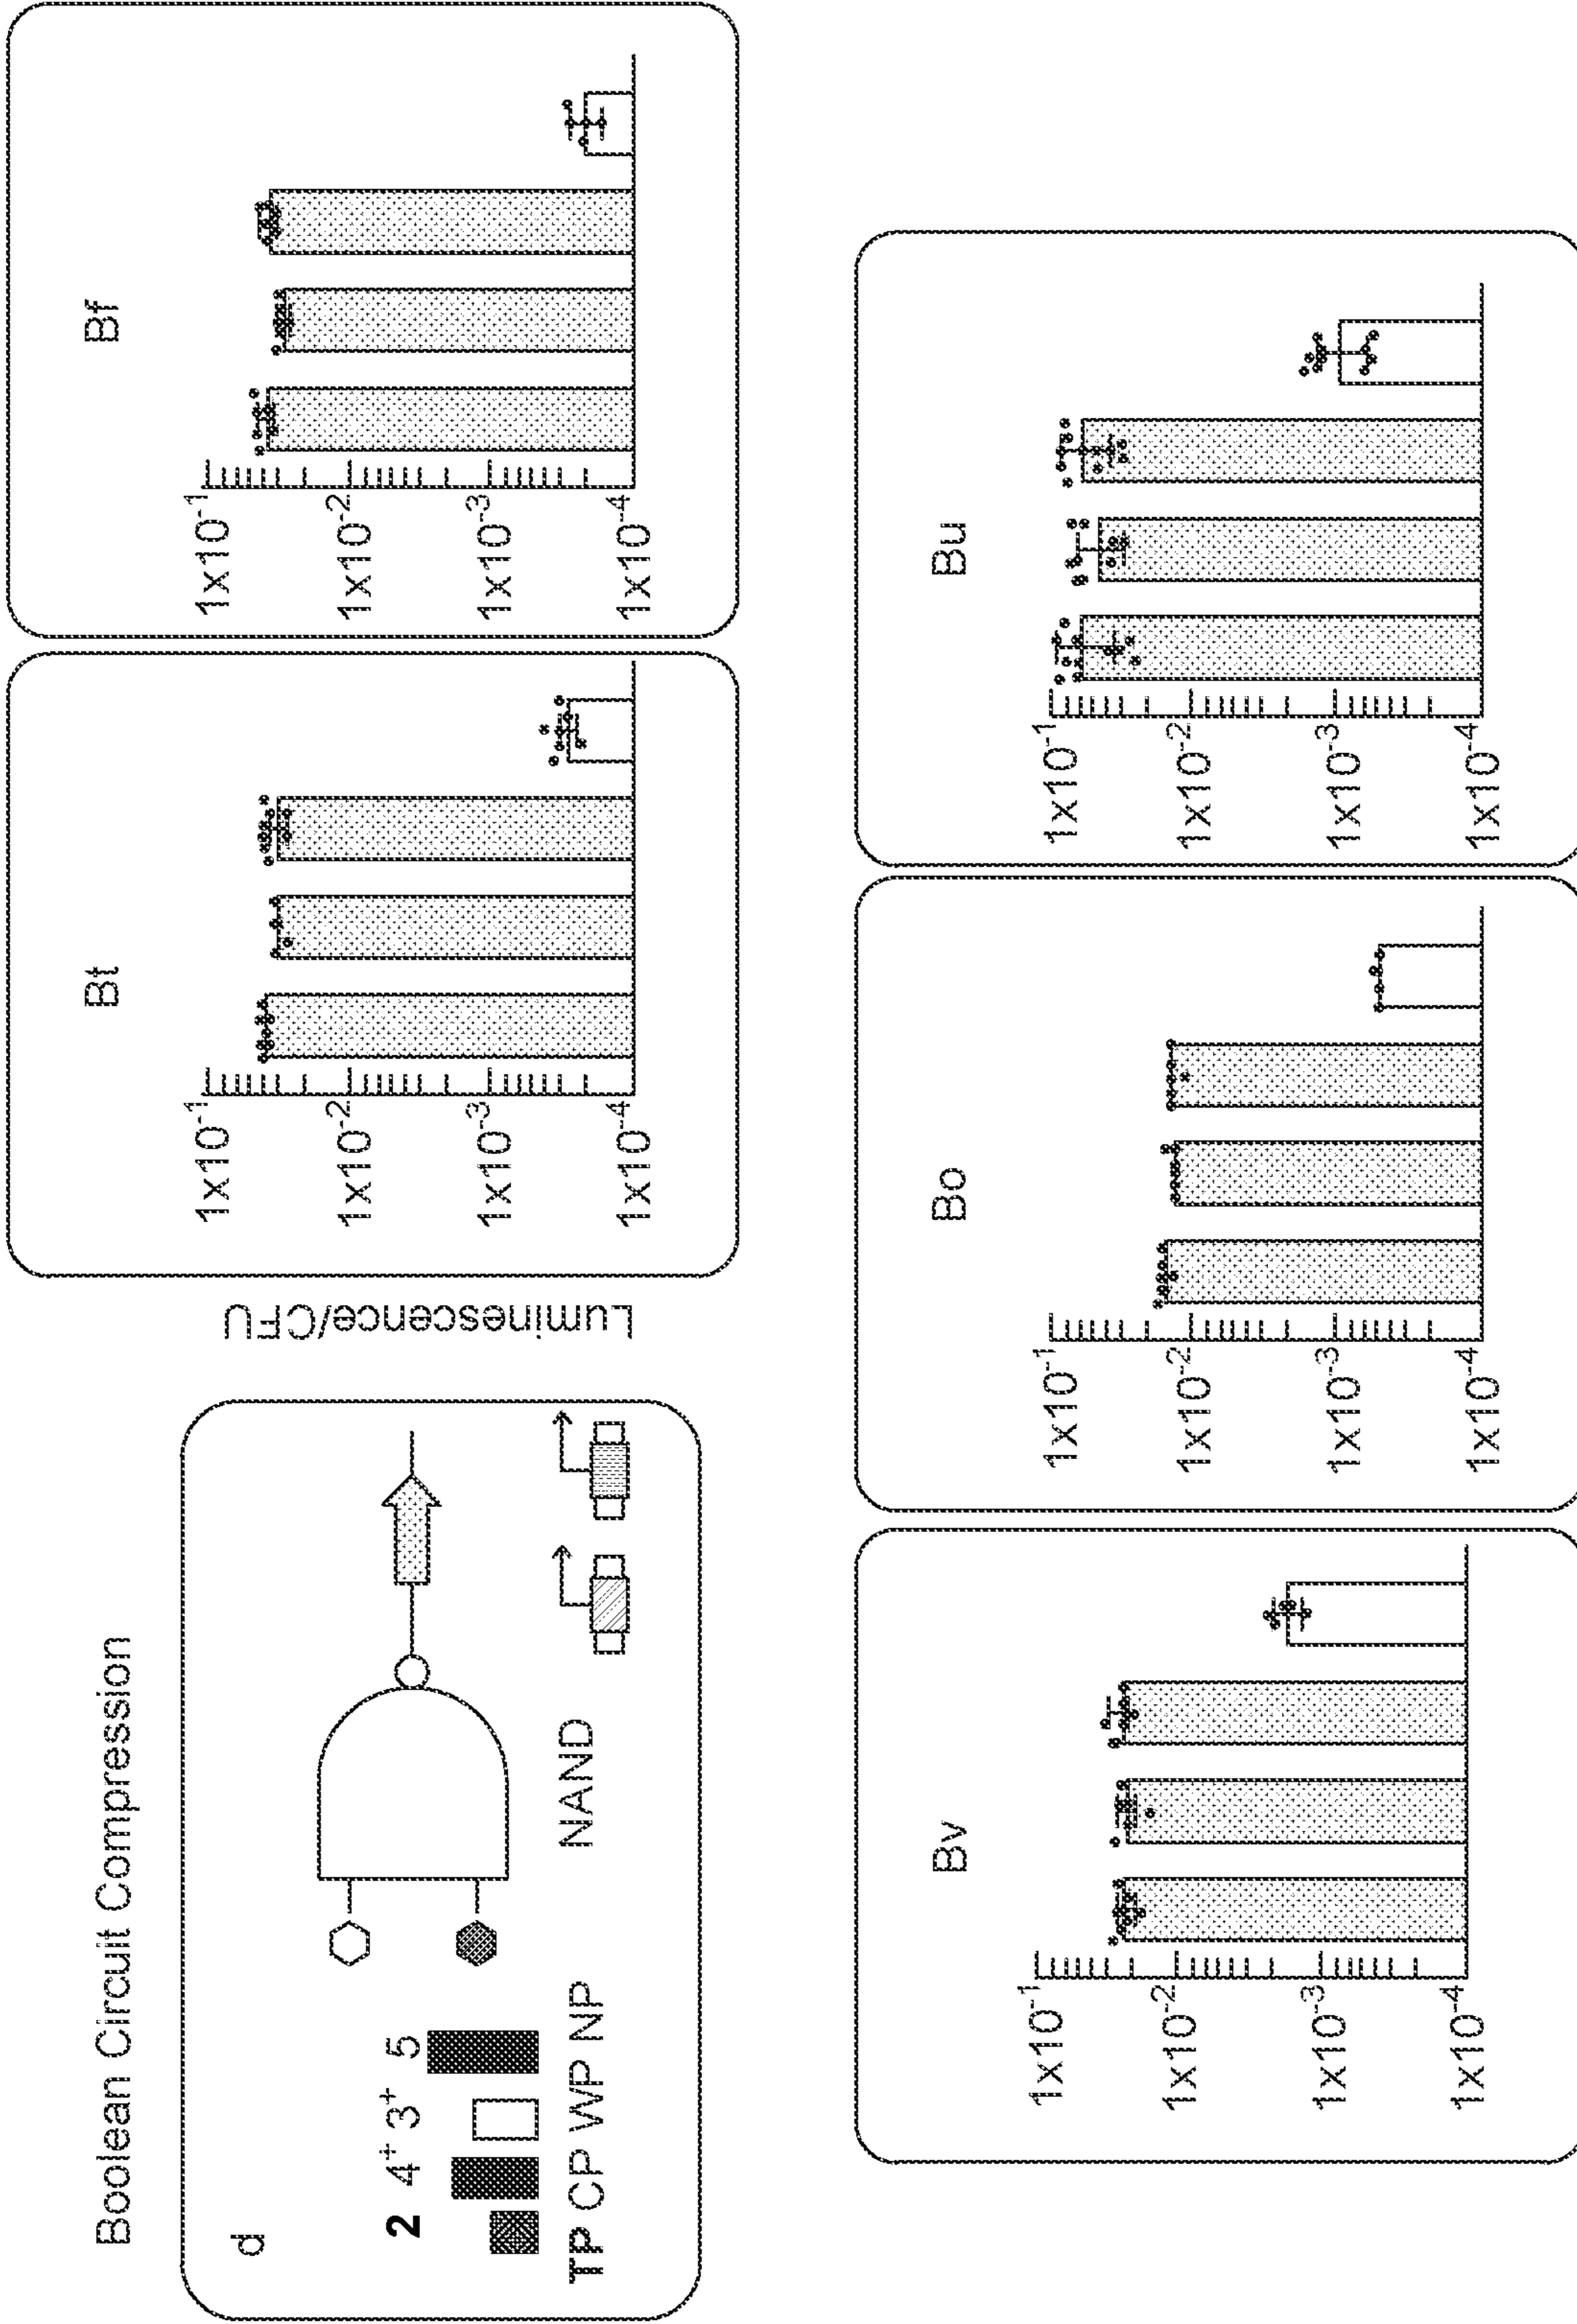 Boolean Circuit Compression
d
2 4⁺ 3⁺ 5
TP CP WP NP
NAND
Luminescence/CFU
Bt
1x10⁻¹
1x10⁻²
1x10⁻³
1x10⁻⁴
Bf
1x10⁻¹
1x10⁻²
1x10⁻³
1x10⁻⁴
Bv
1x10⁻¹
1x10⁻²
1x10⁻³
1x10⁻⁴
Bo
1x10⁻¹
1x10⁻²
1x10⁻³
1x10⁻⁴
Bu
1x10⁻¹
1x10⁻²
1x10⁻³
1x10⁻⁴